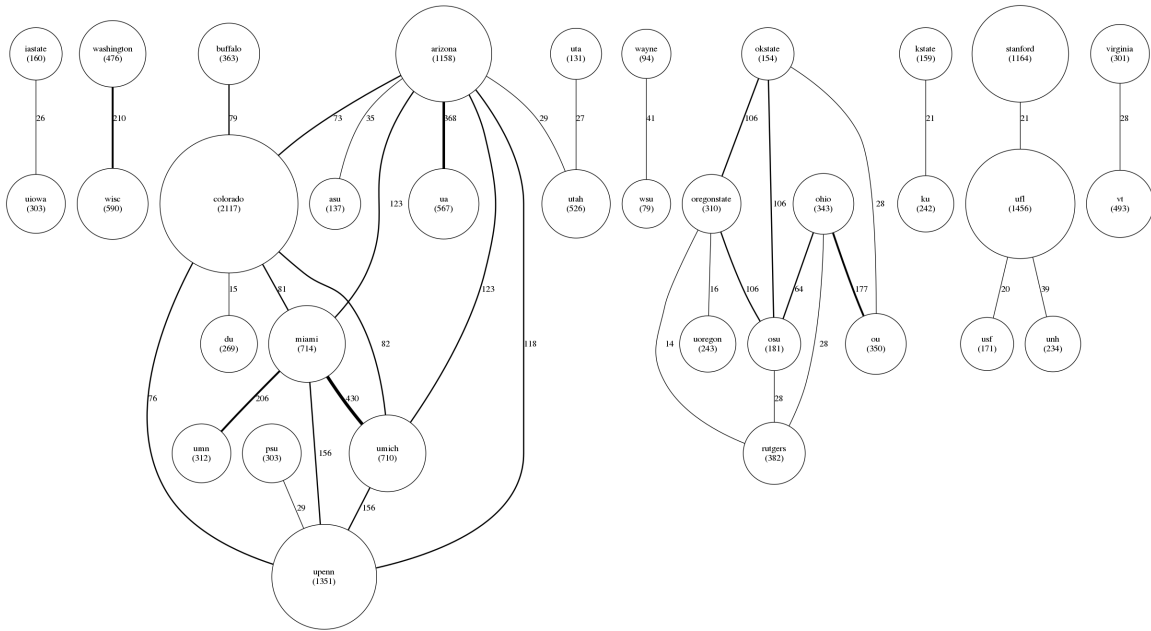 iastate
(160)
washington
(476)
buffalo
(363)
arizona
(1158)
uta
(131)
wayne
(94)
okstate
(154)
kstate
(159)
stanford
(1164)
virginia
(301)
26
210
79
73
35
368
29
27
41
106
21
21
28
uiowa
(303)
wisc
(590)
colorado
(2117)
asu
(137)
123
ua
(567)
utah
(526)
wsu
(79)
oregonstate
(310)
106
ohio
(343)
28
ku
(242)
ufl
(1456)
vt
(493)
15
81
123
16
106
64
177
20
39
du
(269)
miami
(714)
82
118
14
uoregon
(243)
osu
(181)
28
ou
(350)
usf
(171)
unh
(234)
76
206
430
28
umn
(312)
psu
(303)
156
umich
(710)
rutgers
(382)
29
156
upenn
(1351)